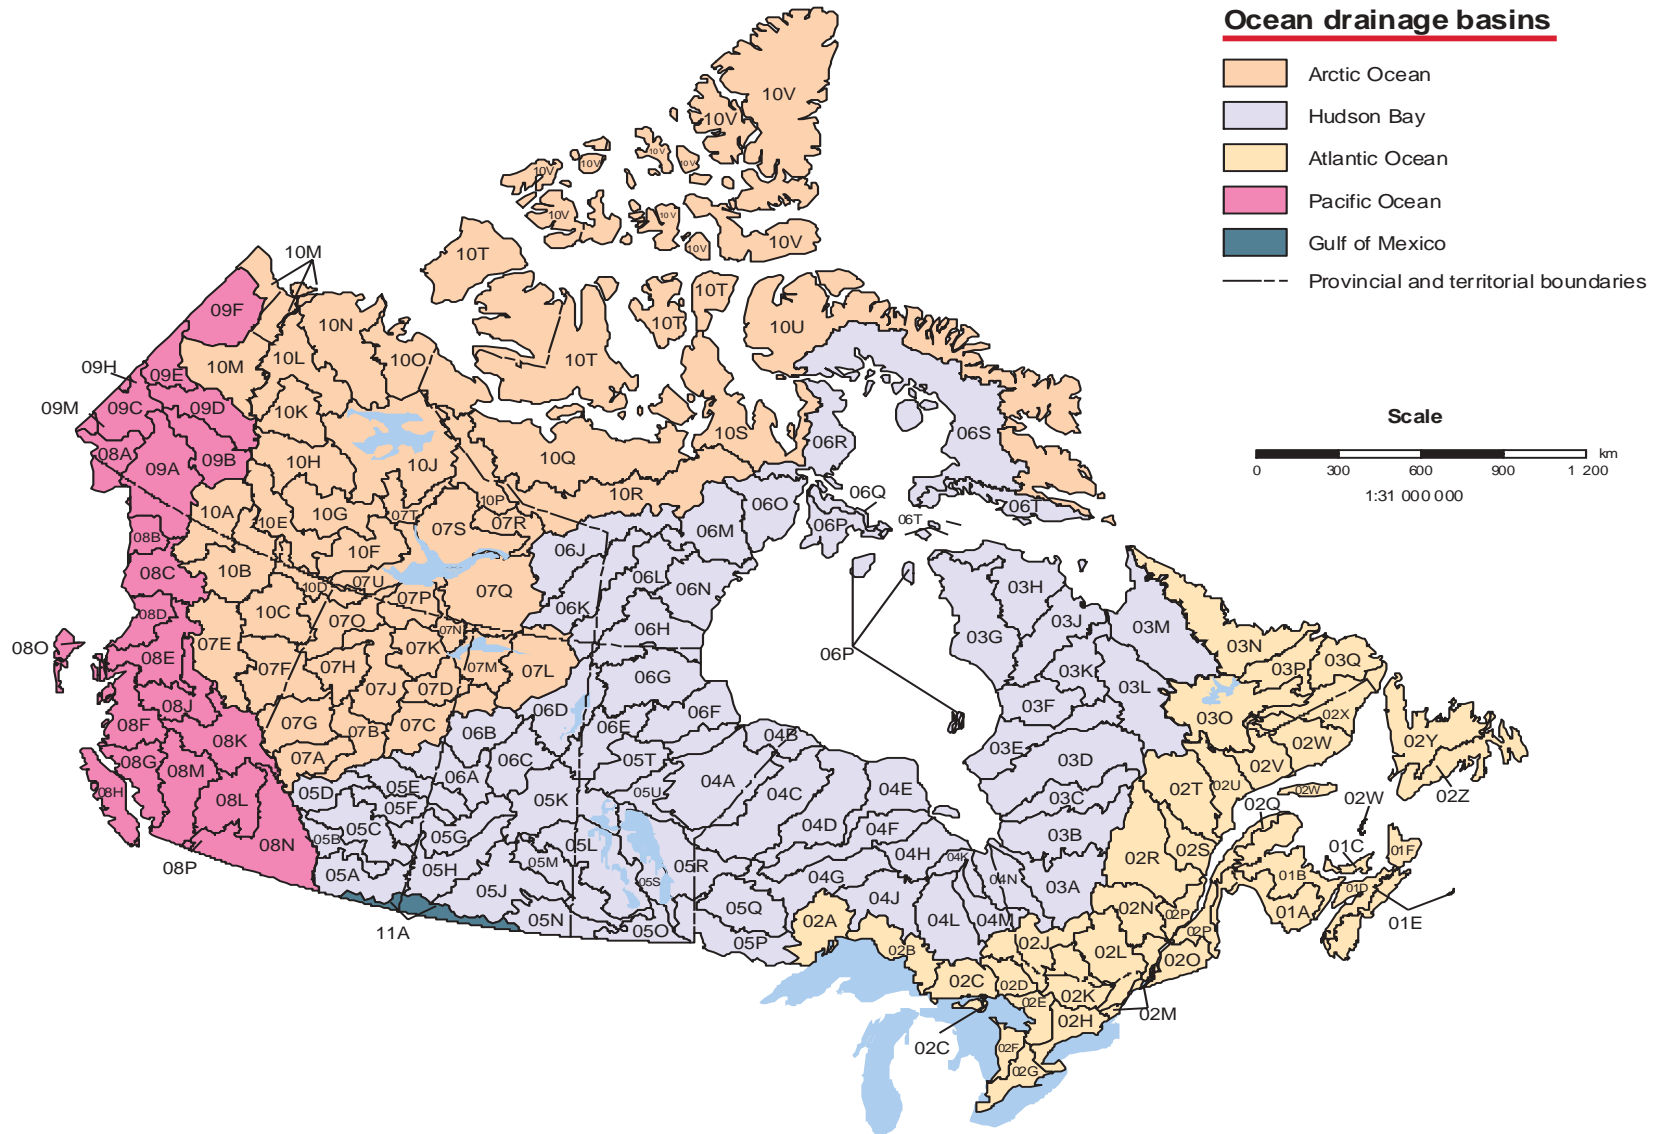 Ocean drainage basins
Arctic Ocean
Hudson Bay
Atlantic Ocean
Pacific Ocean
Gulf of Mexico
Provincial and territorial boundaries
Scale
km
0 300 600 900 1 200
1:31 000 000
10V
10V
10V
10V
10V
10V
10V
10V
10V
10V
10T
10M
09F
10N
10T
10T
10U
10T
10L
10O
10M
09H
09E
09M
09C
09D
10K
10S
06R
06S
08A
09A
09B
10H
10J
10Q
10R
10P
06Q
06O
06T
06T
10A
10E
10G
07T
07S
07R
06M
06P
08B
10F
06J
08C
10B
10D
07U
07P
07Q
06L
06N
03H
08D
10C
07O
06K
03J
03M
08O
07E
07N
06H
03G
03N
08E
07F
07H
07K
07M
07L
06P
03K
03P
03Q
06G
03L
08J
07J
07D
06D
06F
03F
03O
02X
08F
07G
07B
07C
06B
06E
04B
03E
02W
02Y
08K
08G
07A
06C
05T
03D
02V
08M
06A
04A
08H
05D
05E
05U
04C
04E
02T
02U
02W
02Z
08L
05F
05K
03C
02Q
02W
05B
05C
05G
04D
04F
03B
08N
05L
04H
04K
02R
02S
01C
01F
08P
05A
05H
05M
05R
04G
04N
03A
01B
01D
05J
05S
04J
05Q
02N
02P
01A
11A
05N
05O
02A
04L
04M
02P
01E
05P
02B
02J
02L
02O
02C
02D
02K
02E
02M
02H
02C
02F
02G